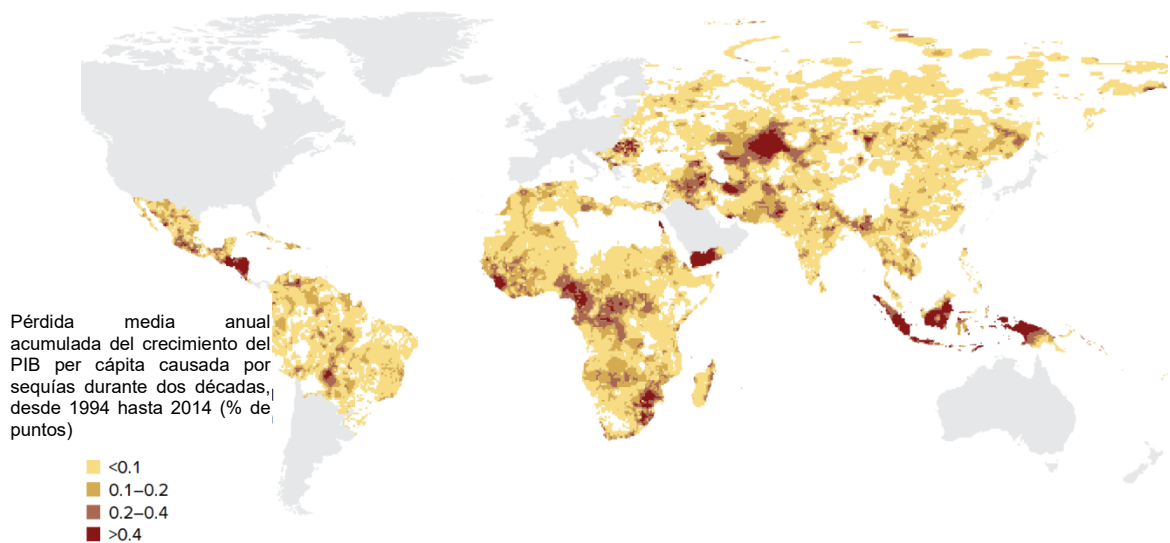 Pérdida media anual
acumulada del crecimiento del
PIB per cápita causada por
sequías durante dos décadas,
desde 1994 hasta 2014 (% de
puntos)
<0.1
0.1–0.2
0.2–0.4
>0.4